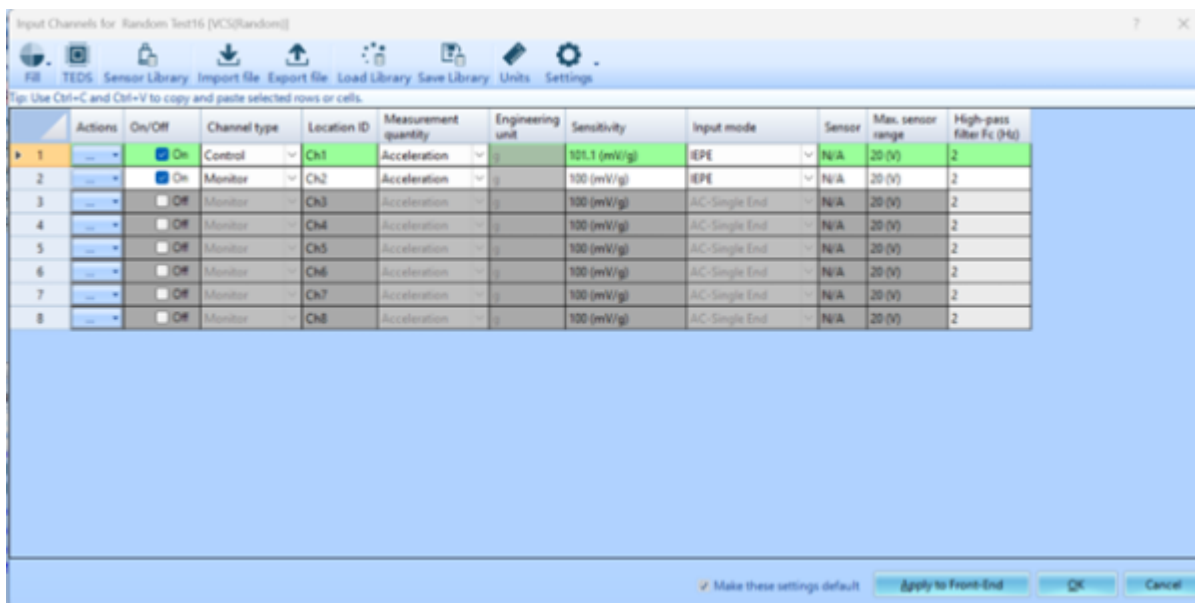 Input Channels for Random Test16 [VCS(Random)]
? ×
Fill TEDS Sensor Library Import file Export file Load Library Save Library Units Settings
Tip: Use Ctrl+C and Ctrl+V to copy and paste selected rows or cells.
Actions On/Off Channel type Location ID Measurement quantity Engineering unit Sensitivity Input mode Sensor Max. sensor range High-pass filter Fc (Hz)
1 ... On Control Ch1 Acceleration g 101.1 (mV/g) IEPE N/A 20 (V) 2
2 ... On Monitor Ch2 Acceleration g 100 (mV/g) IEPE N/A 20 (V) 2
3 ... Off Monitor Ch3 Acceleration g 100 (mV/g) AC-Single End N/A 20 (V) 2
4 ... Off Monitor Ch4 Acceleration g 100 (mV/g) AC-Single End N/A 20 (V) 2
5 ... Off Monitor Ch5 Acceleration g 100 (mV/g) AC-Single End N/A 20 (V) 2
6 ... Off Monitor Ch6 Acceleration g 100 (mV/g) AC-Single End N/A 20 (V) 2
7 ... Off Monitor Ch7 Acceleration g 100 (mV/g) AC-Single End N/A 20 (V) 2
8 ... Off Monitor Ch8 Acceleration g 100 (mV/g) AC-Single End N/A 20 (V) 2
Make these settings default Apply to Front-End OK Cancel